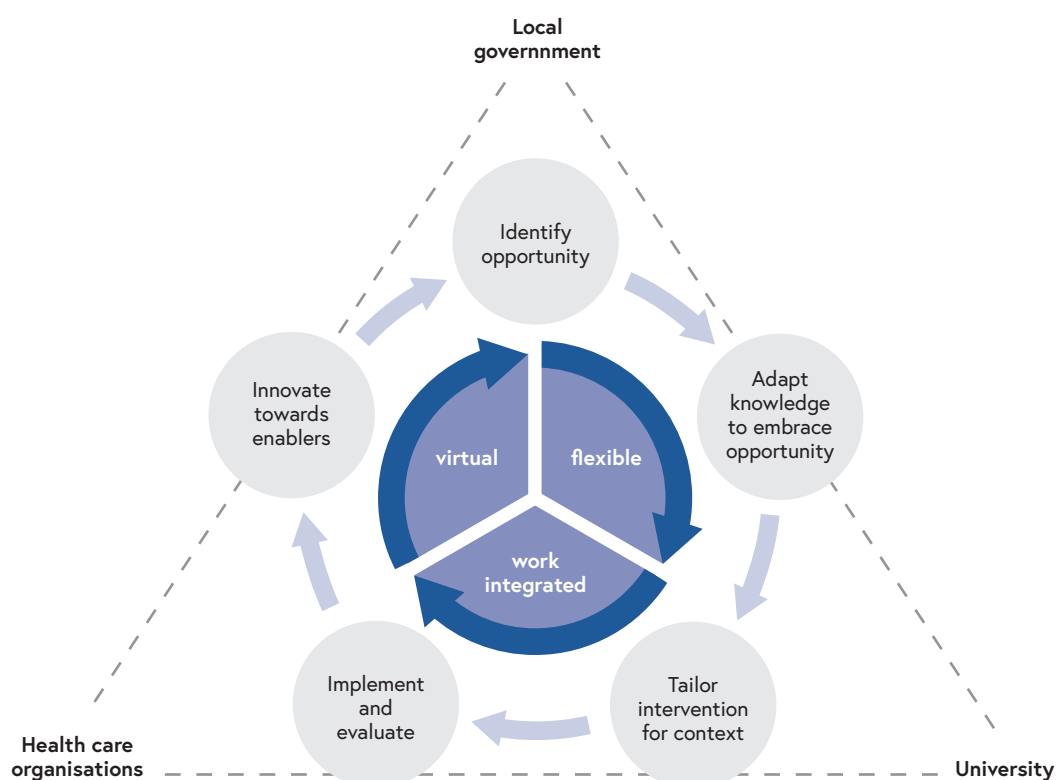 Local
governnment
Identify
opportunity
Adapt
knowledge
to embrace
opportunity
Innovate
towards
enablers
virtual
flexible
work
integrated
Tailor
intervention
for context
Implement
and
evaluate
Health care
organisations
University